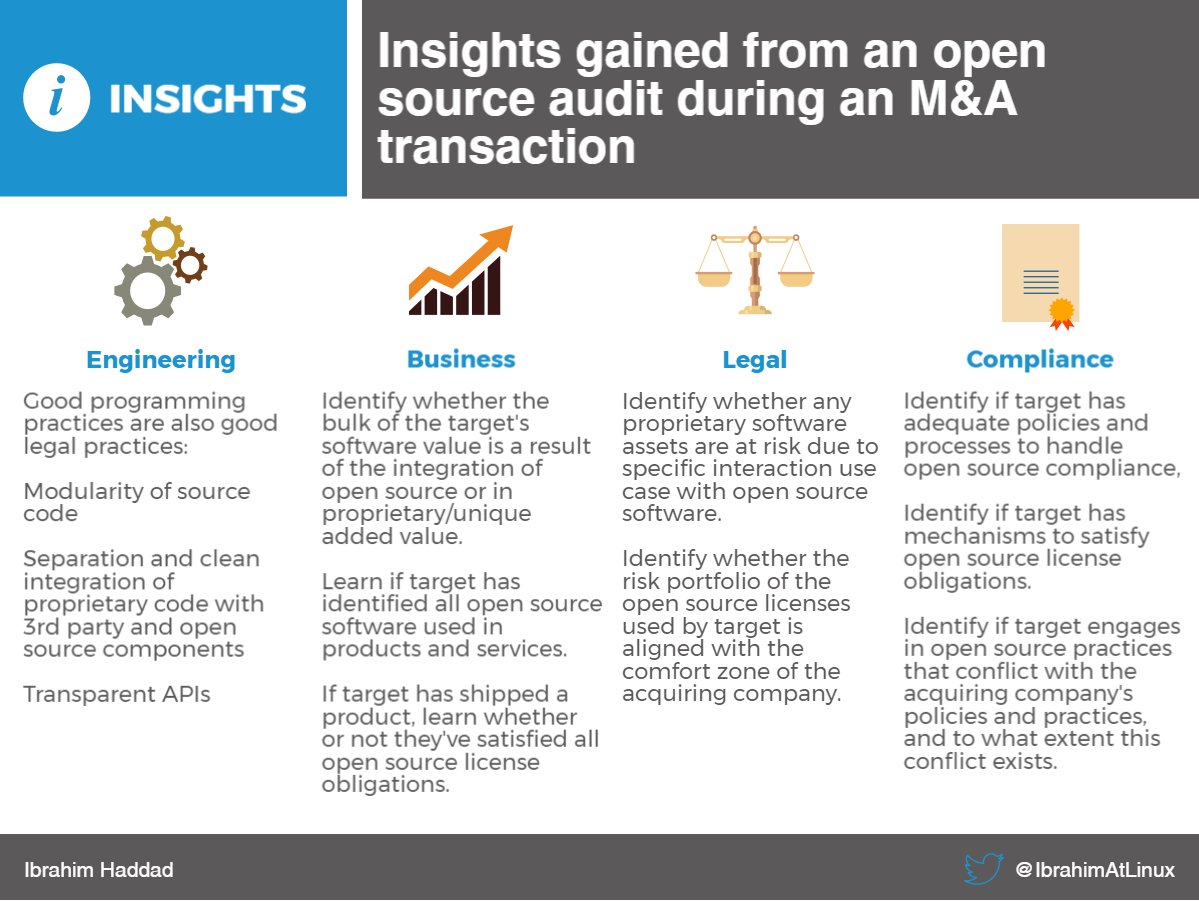 i INSIGHTS
Insights gained from an open
source audit during an M&A
transaction
Engineering
Good programming
practices are also good
legal practices:
Modularity of source
code
Separation and clean
integration of
proprietary code with
3rd party and open
source components
Transparent APIs
Business
Identify whether the
bulk of the target's
software value is a result
of the integration of
open source or in
proprietary/unique
added value.
Learn if target has
identified all open source
software used in
products and services.
If target has shipped a
product, learn whether
or not they've satisfied all
open source license
obligations.
Legal
Identify whether any
proprietary software
assets are at risk due to
specific interaction use
case with open source
software.
Identify whether the
risk portfolio of the
open source licenses
used by target is
aligned with the
comfort zone of the
acquiring company.
Compliance
Identify if target has
adequate policies and
processes to handle
open source compliance,
Identify if target has
mechanisms to satisfy
open source license
obligations.
Identify if target engages
in open source practices
that conflict with the
acquiring company's
policies and practices,
and to what extent this
conflict exists.
Ibrahim Haddad
@IbrahimAtLinux